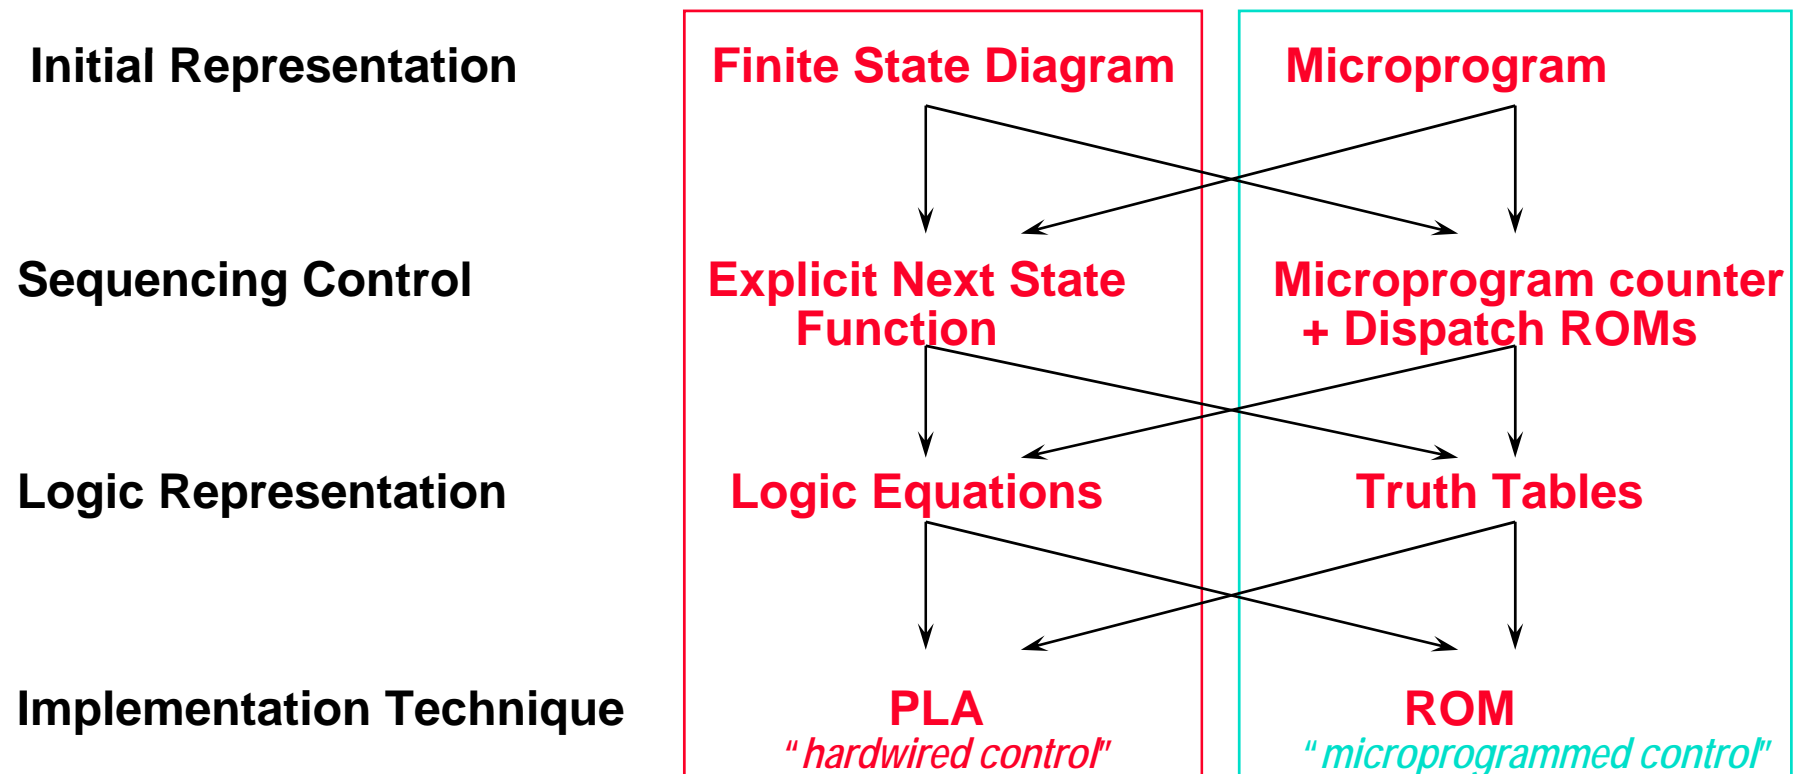 Initial Representation Finite State Diagram Microprogram
Sequencing Control Explicit Next State Microprogram counter
Function + Dispatch ROMs
Logic Representation Logic Equations Truth Tables
Implementation Technique PLA ROM
“hardwired control” “microprogrammed control”